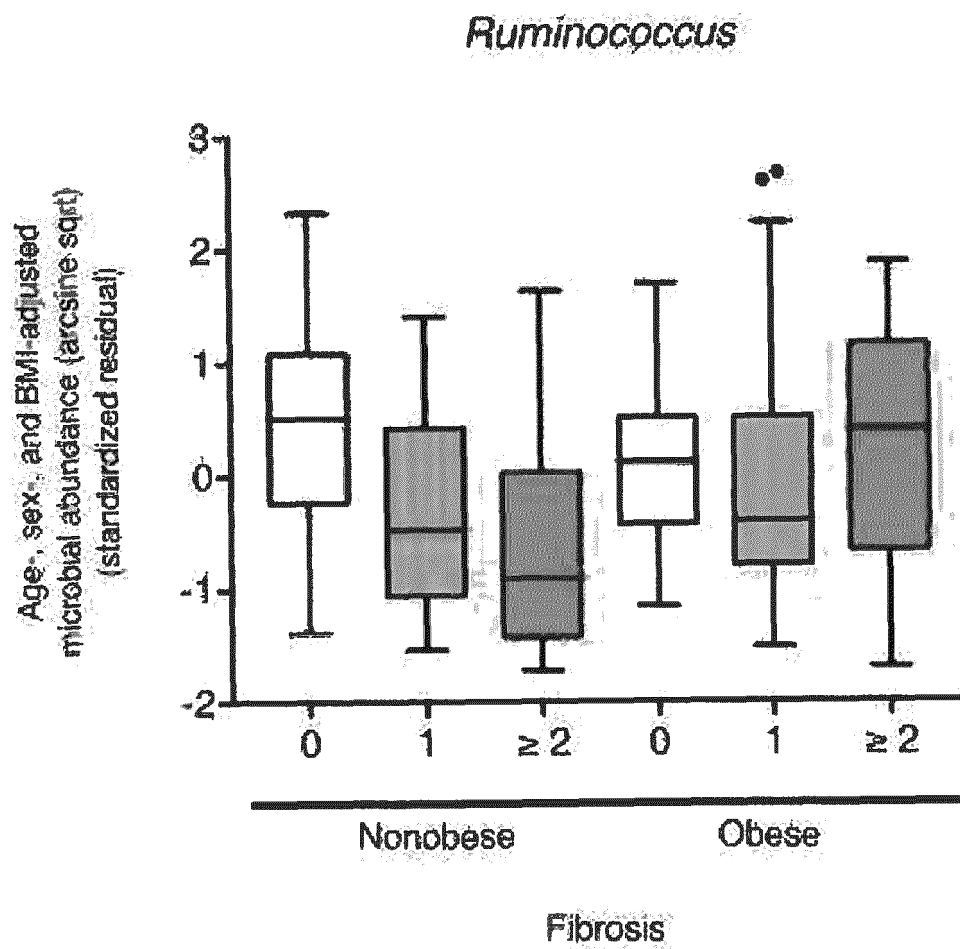 Ruminococcus
Age-, sex-, and BMI-adjusted
microbial abundance (arcsine sqrt)
(standardized residual)
3
2
1
0
-1
-2
0 1 ≥ 2 0 1 ≥ 2
Nonobese Obese
Fibrosis